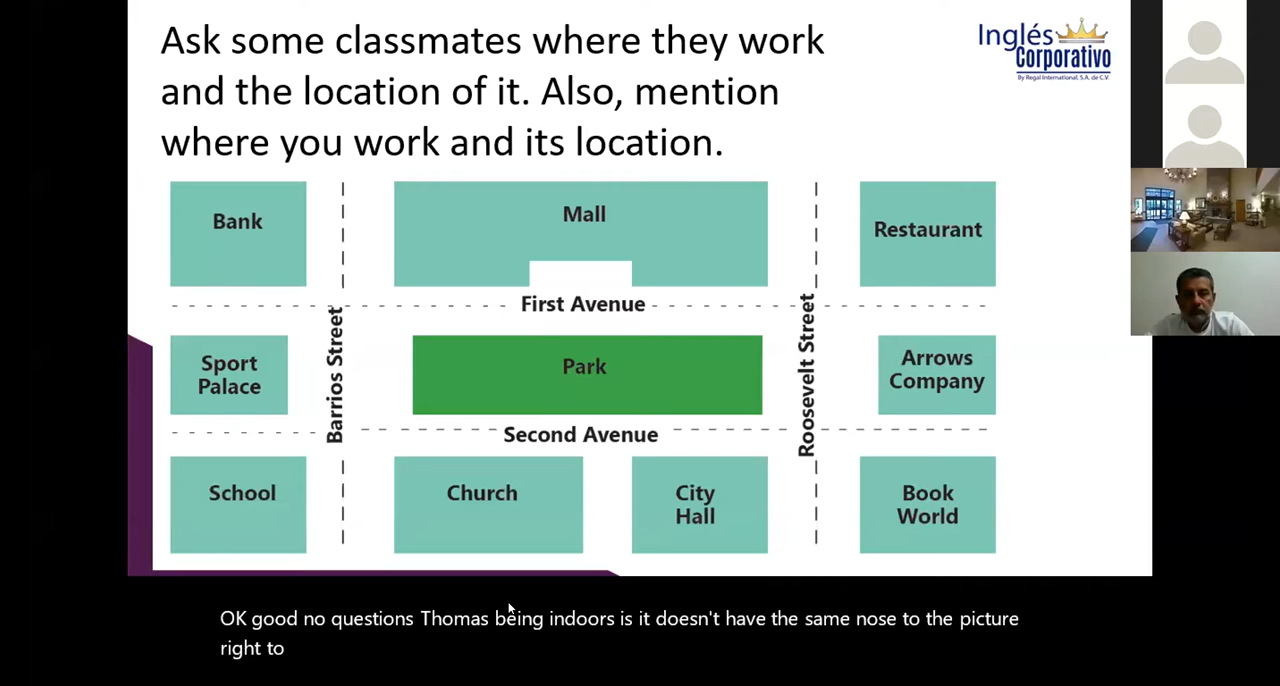 Ask some classmates where they work
and the location of it. Also, mention
where you work and its location.
Inglés
Corporativo
By Regal International, S.A. de C.V.
Bank
Mall
Restaurant
First Avenue
Barrios Street
Roosevelt Street
Sport
Palace
Park
Arrows
Company
Second Avenue
School
Church
City
Hall
Book
World
OK good no questions Thomas being indoors is it doesn't have the same nose to the picture
right to